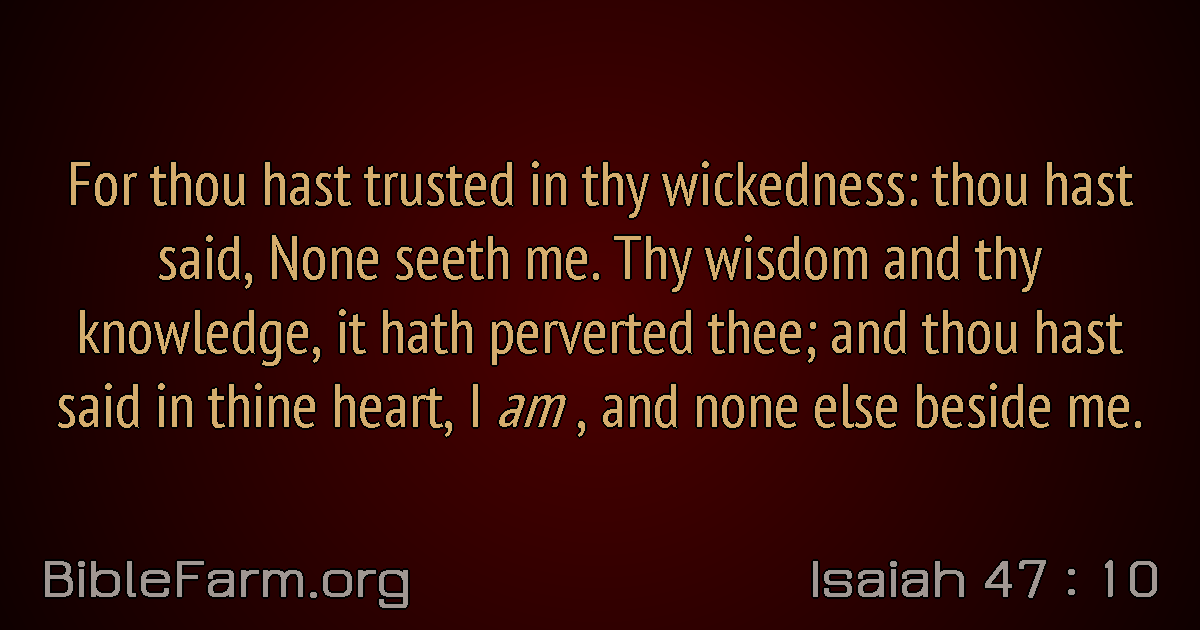 For thou hast trusted in thy wickedness: thou hast
said, None seeth me. Thy wisdom and thy
knowledge, it hath perverted thee; and thou hast
said in thine heart, I am , and none else beside me.
BibleFarm.org
Isaiah 47 : 10